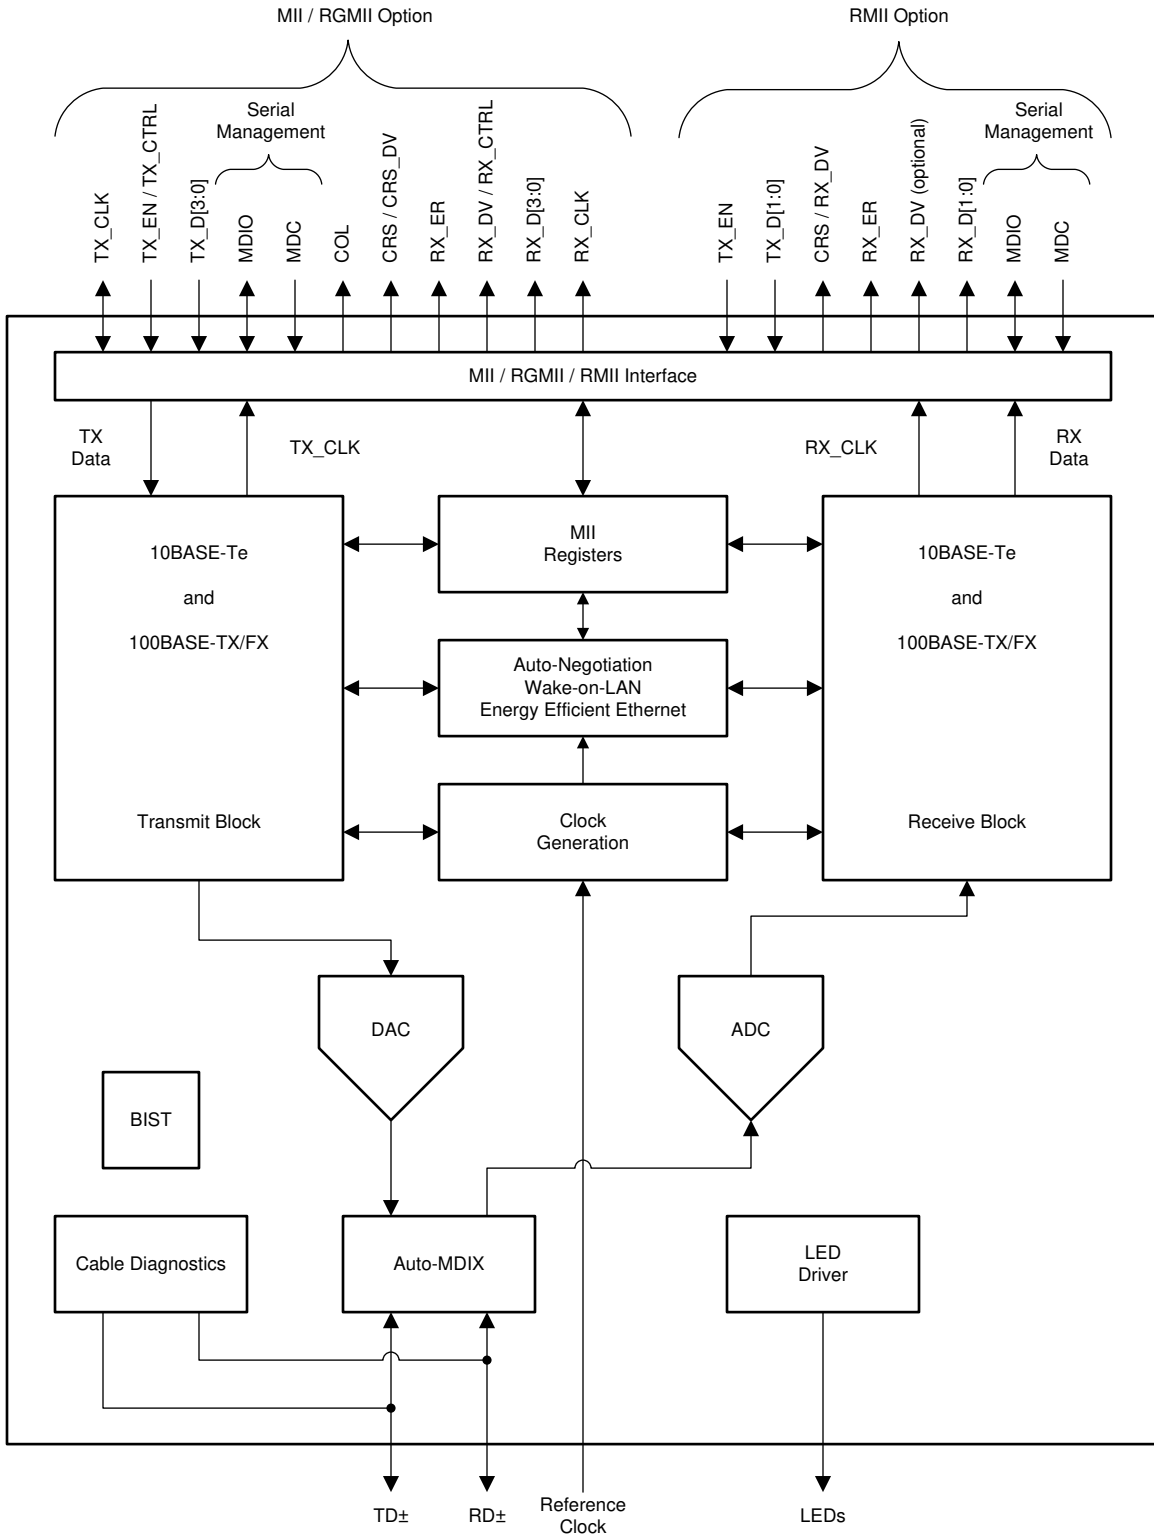 MII / RGMII Option
RMII Option
Serial
Management
Serial
Management
TX_CLK
TX_EN / TX_CTRL
TX_D[3:0]
MDIO
MDC
COL
CRS / CRS_DV
RX_ER
RX_DV / RX_CTRL
RX_D[3:0]
RX_CLK
TX_EN
TX_D[1:0]
CRS / RX_DV
RX_ER
RX_DV (optional)
RX_D[1:0]
MDIO
MDC
MII / RGMII / RMII Interface
TX
Data
TX_CLK
RX_CLK
RX
Data
10BASE-Te
and
100BASE-TX/FX
Transmit Block
MII
Registers
Auto-Negotiation
Wake-on-LAN
Energy Efficient Ethernet
Clock
Generation
10BASE-Te
and
100BASE-TX/FX
Receive Block
DAC
ADC
BIST
Cable Diagnostics
Auto-MDIX
LED
Driver
TD±
RD±
Reference
Clock
LEDs